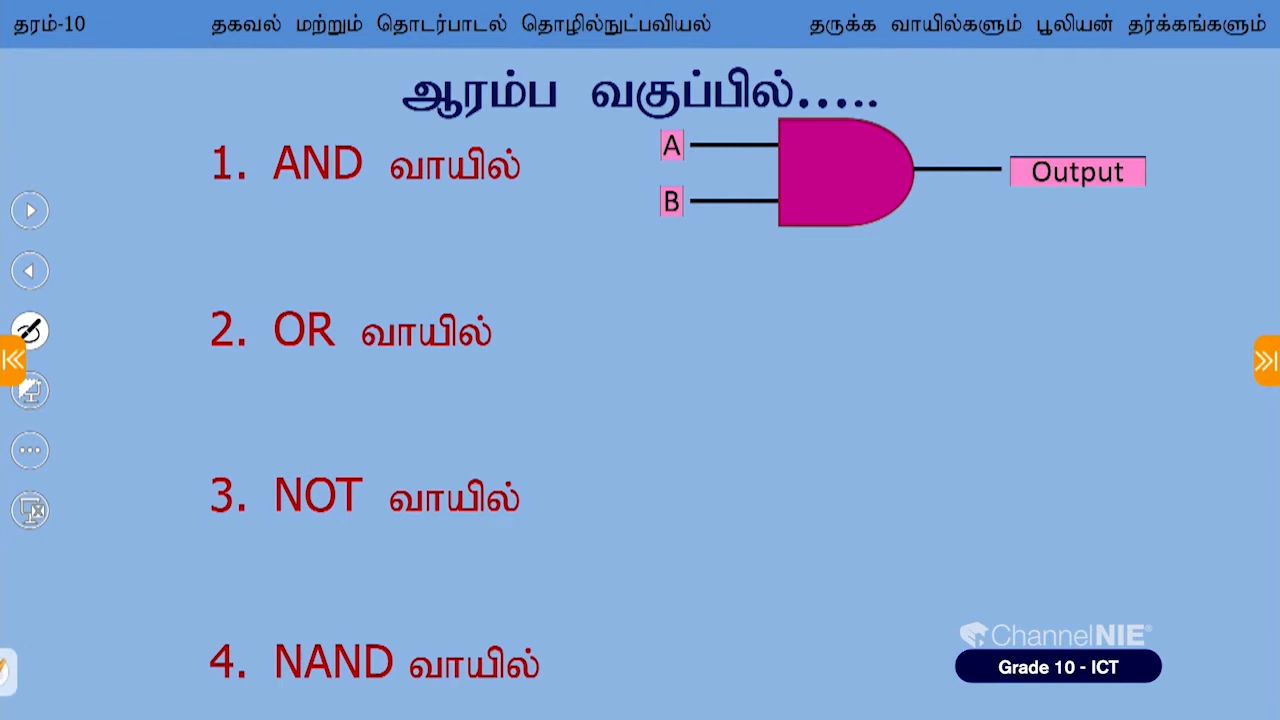 தரம்-10 தகவல் மற்றும் தொடர்பாடல் தொழில்நுட்பவியல் தருக்க வாயில்களும் பூலியன் தர்க்கங்களும்
ஆரம்ப வகுப்பில்.....
1. AND வாயில்
A
B
Output
2. OR வாயில்
3. NOT வாயில்
4. NAND வாயில்
ChannelNIE®
Grade 10 - ICT